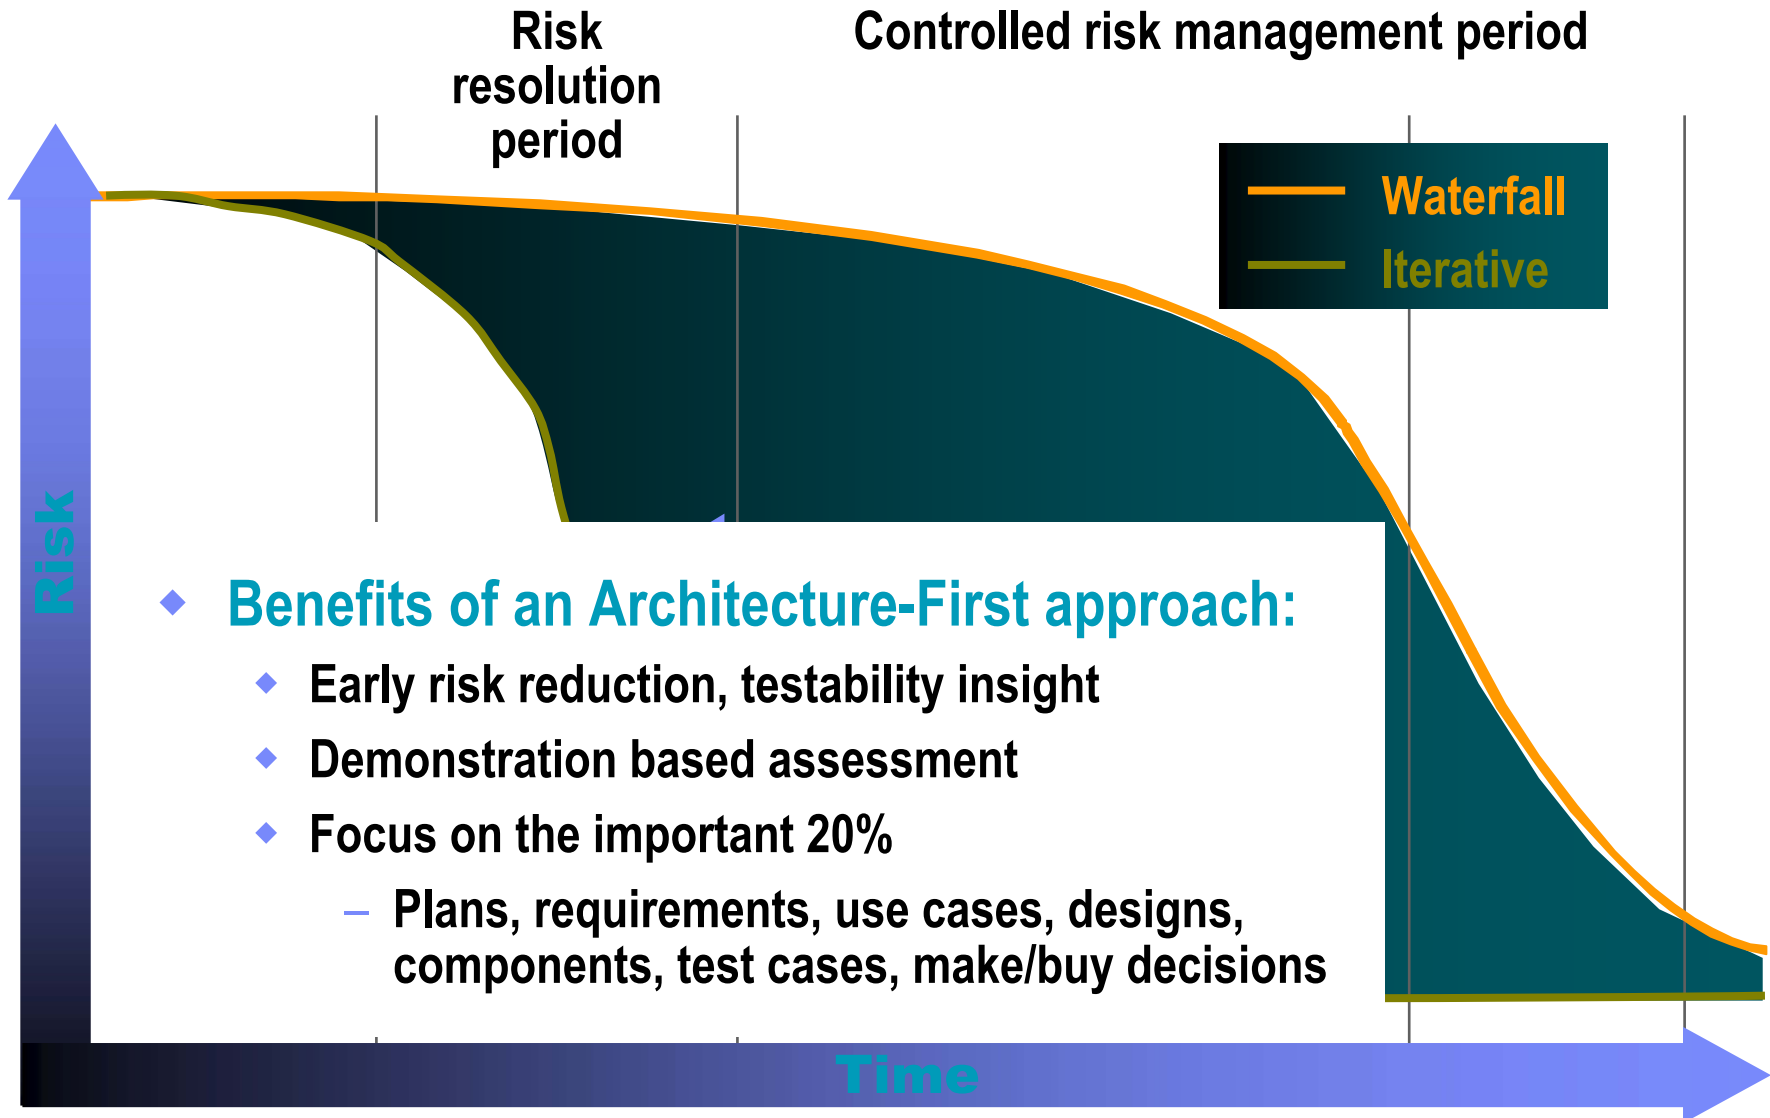 Risk
resolution
period
Controlled risk management period
Waterfall
Iterative
Risk
Benefits of an Architecture-First approach:
Early risk reduction, testability insight
Demonstration based assessment
Focus on the important 20%
– Plans, requirements, use cases, designs,
components, test cases, make/buy decisions
Time